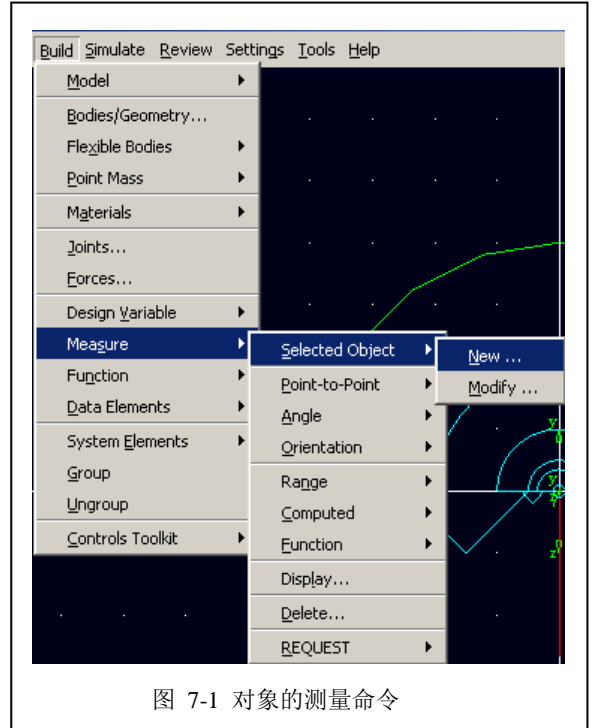 Build Simulate Review Settings Tools Help
Model
Bodies/Geometry...
Flexible Bodies
Point Mass
Materials
Joints...
Forces...
Design Variable
Measure
Function
Data Elements
System Elements
Group
Ungroup
Controls Toolkit
Selected Object
Point-to-Point
Angle
Orientation
Range
Computed
Function
Display...
Delete...
REQUEST
New ...
Modify ...
图 7-1 对象的测量命令